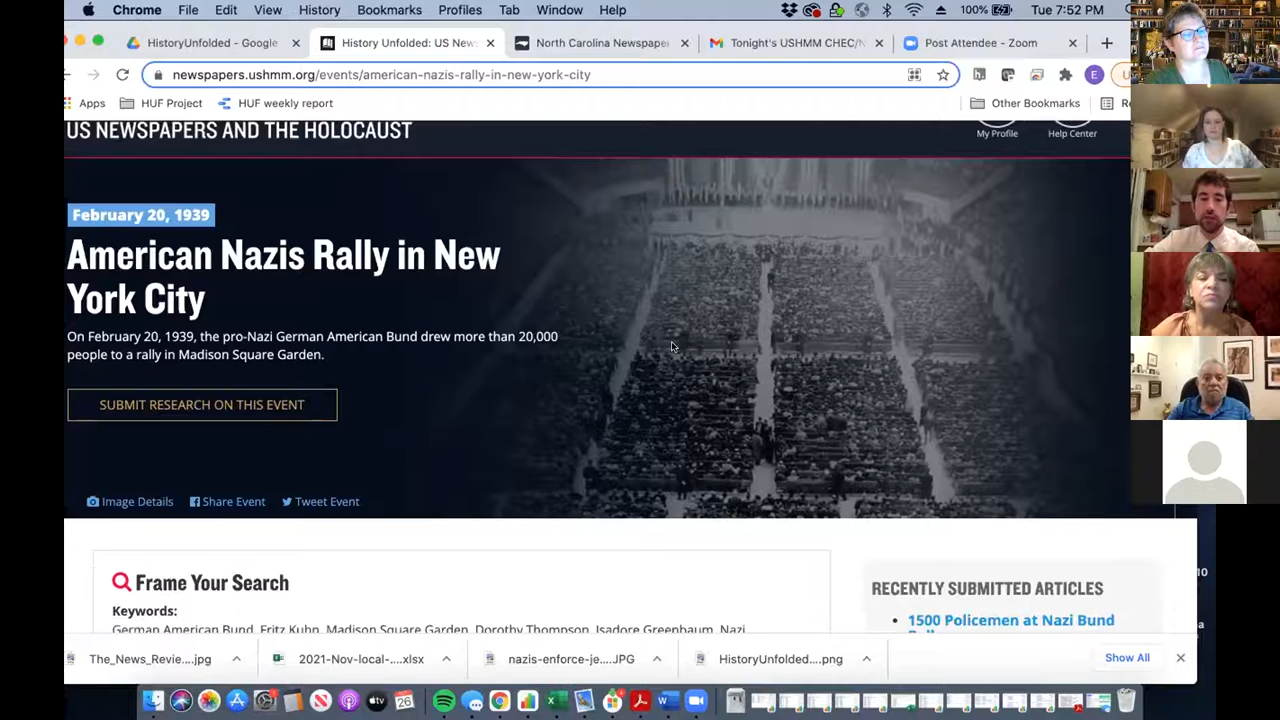 Chrome File Edit View History Bookmarks Profiles Tab Window Help 100% Tue 7:52 PM
HistoryUnfolded - Google
History Unfolded: US News
North Carolina Newspape
Tonight's USHMM CHEC/N
Post Attendee - Zoom
newspapers.ushmm.org/events/american-nazis-rally-in-new-york-city
E
Apps HUF Project HUF weekly report Other Bookmarks Re
US NEWSPAPERS AND THE HOLOCAUST
My Profile Help Center
February 20, 1939
American Nazis Rally in New
York City
On February 20, 1939, the pro-Nazi German American Bund drew more than 20,000
people to a rally in Madison Square Garden.
SUBMIT RESEARCH ON THIS EVENT
Image Details Share Event Tweet Event
Frame Your Search
Keywords:
German American Bund, Fritz Kuhn, Madison Square Garden, Dorothy Thompson, Isadore Greenbaum, Nazi
RECENTLY SUBMITTED ARTICLES
1500 Policemen at Nazi Bund
The_News_Revie....jpg
2021-Nov-local-....xlsx
nazis-enforce-je....JPG
HistoryUnfolded....png
Show All
26